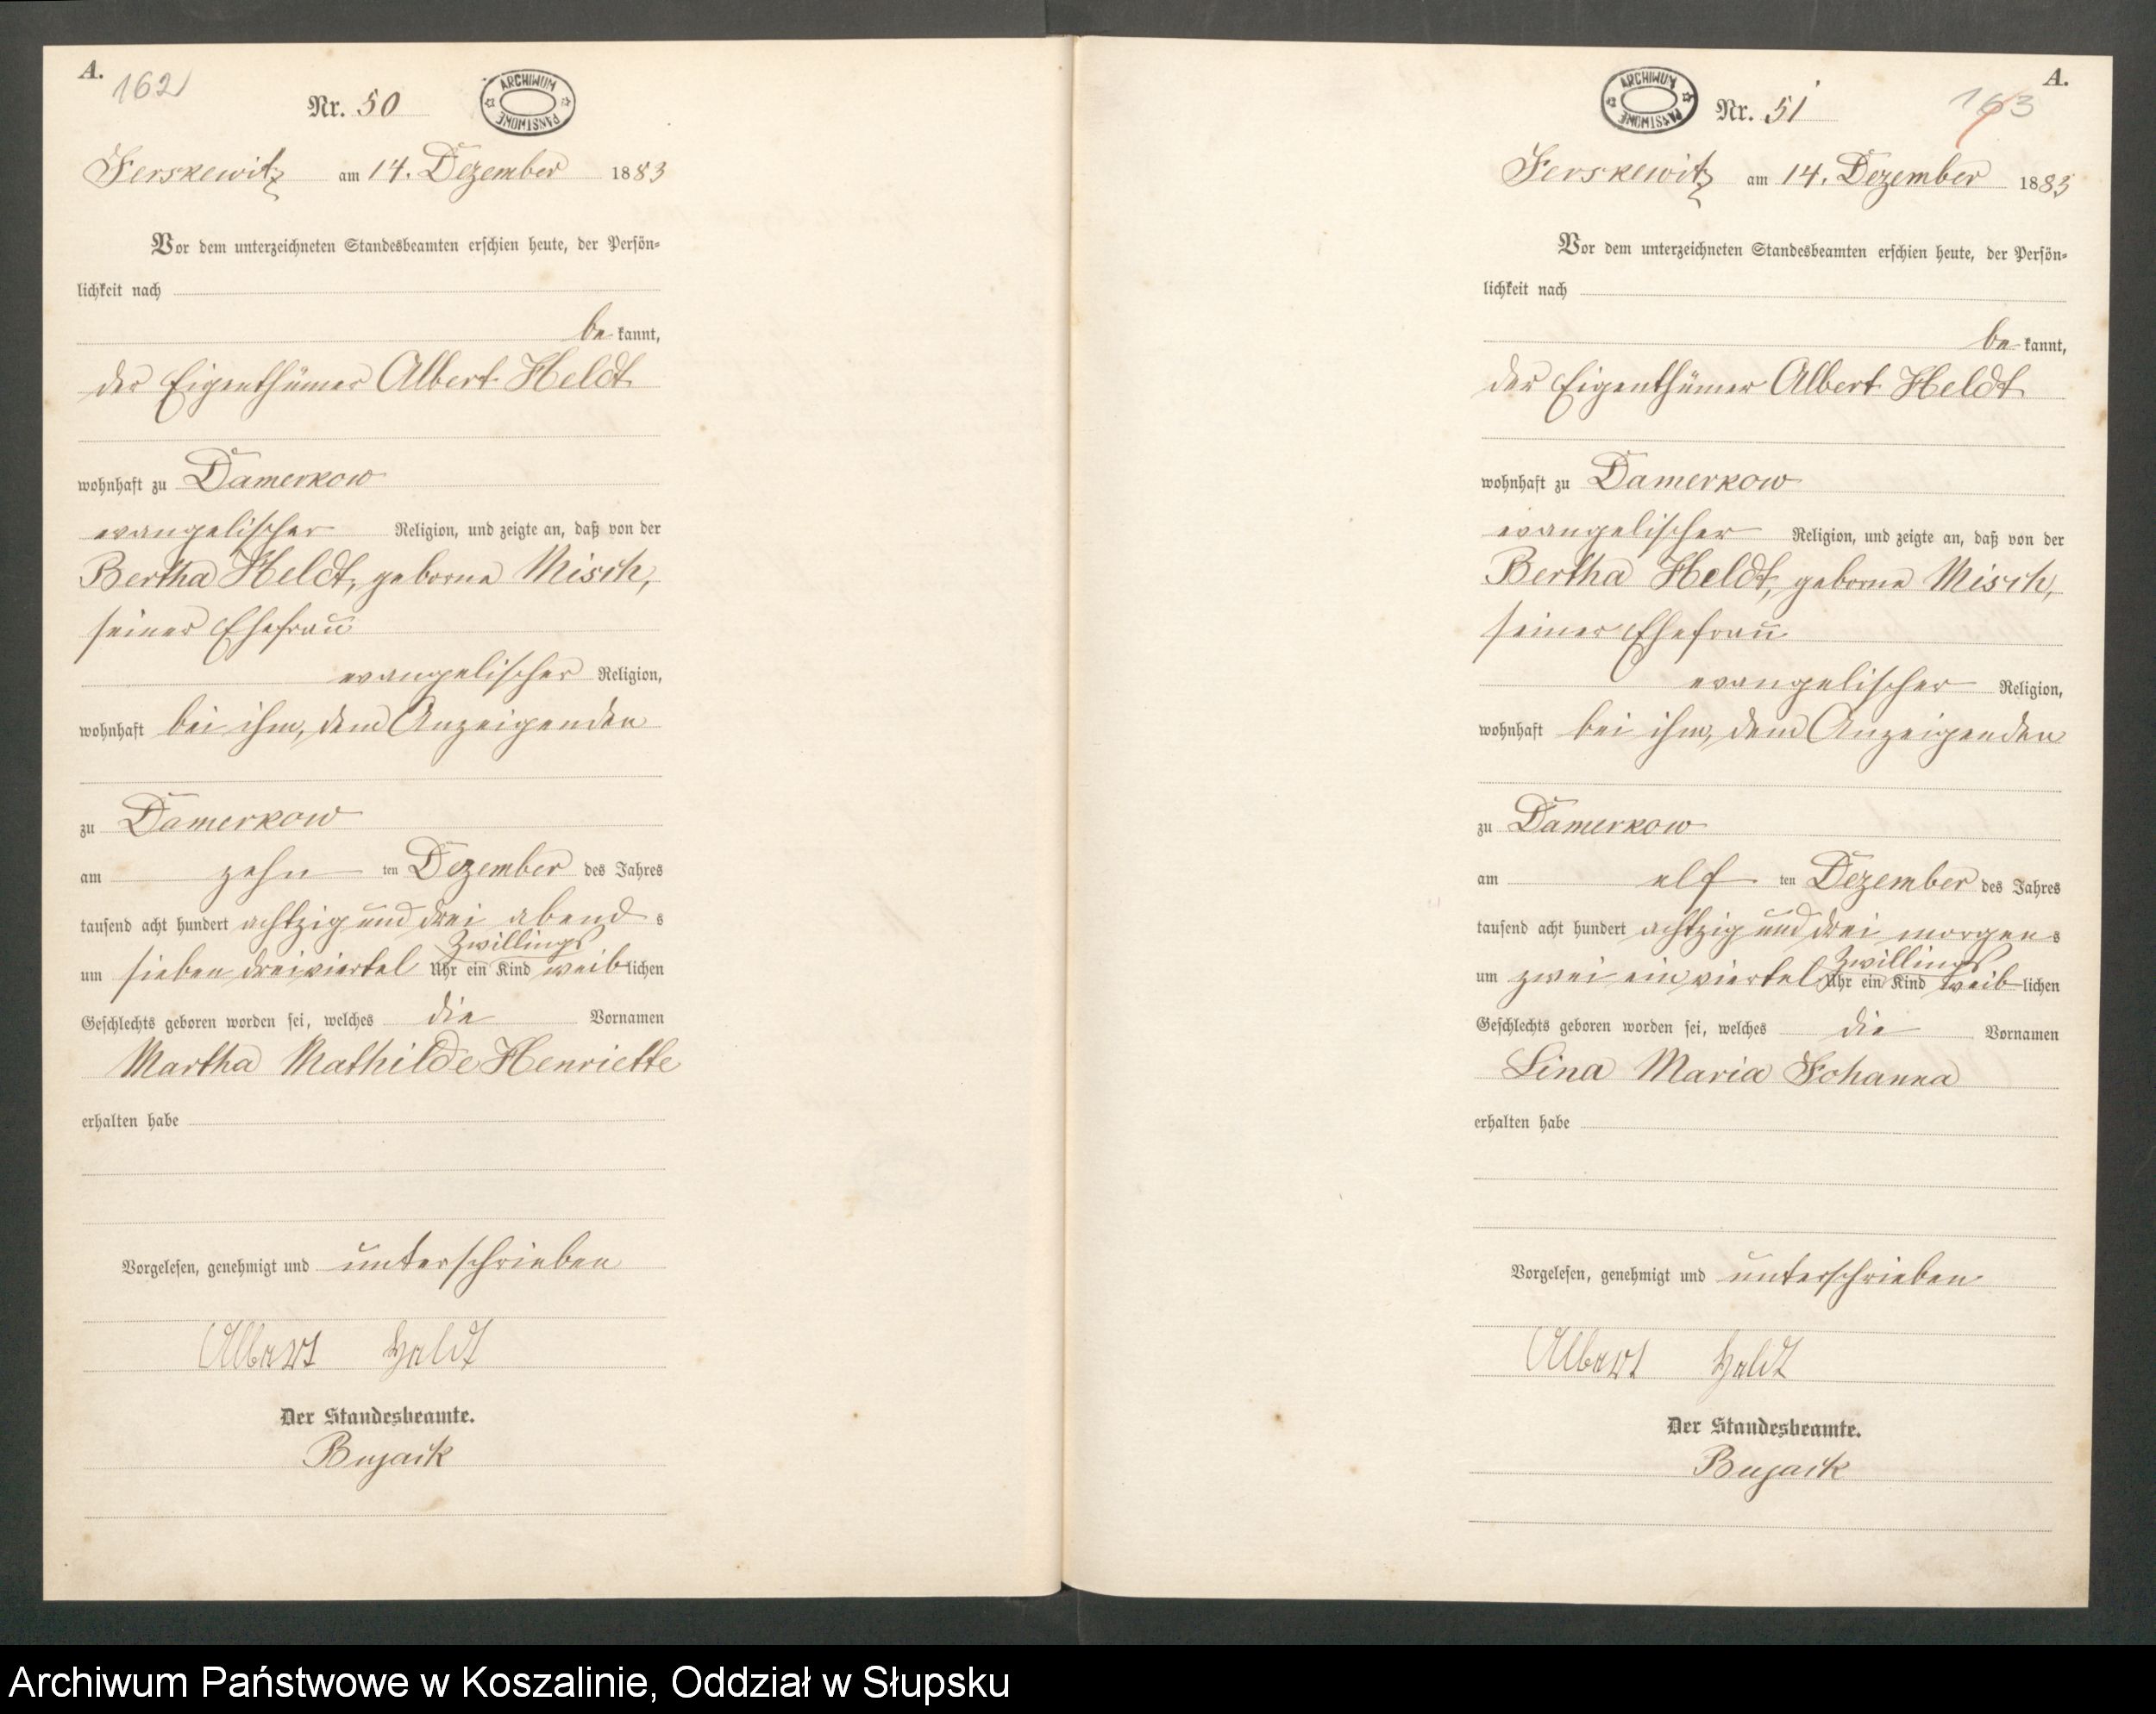 A.
162
Nr. 50
ARCHIWUM PAŃSTWOWE
Jerskewitz am 14. Dezember 1883
Vor dem unterzeichneten Standesbeamten erschien heute, der Persön-
lichkeit nach
be kannt,
der Eigenthümer Albert Heldt
wohnhaft zu Damerkow
evangelischer Religion, und zeigte an, daß von der
Bertha Heldt, geborne Misch,
seiner Ehefrau
evangelischer Religion,
wohnhaft bei ihm, dem Anzeigenden
zu Damerkow
am zehn ten Dezember des Jahres
tausend acht hundert achtzig und drei abend s
Zwillings
um sieben dreiviertel Uhr ein Kind weib lichen
Geschlechts geboren worden sei, welches die Vornamen
Martha Mathilde Henriette
erhalten habe
Vorgelesen, genehmigt und unterschrieben
Albert Heldt
Der Standesbeamte.
Bujack
A.
163
ARCHIWUM PAŃSTWOWE
Nr. 51
Jerskewitz am 14. Dezember 1883
Vor dem unterzeichneten Standesbeamten erschien heute, der Persön-
lichkeit nach
be kannt,
der Eigenthümer Albert Heldt
wohnhaft zu Damerkow
evangelischer Religion, und zeigte an, daß von der
Bertha Heldt, geborne Misch,
seiner Ehefrau
evangelischer Religion,
wohnhaft bei ihm, dem Anzeigenden
zu Damerkow
am elf ten Dezember des Jahres
tausend acht hundert achtzig und drei morgen s
Zwillings
um zwei ein viertel Uhr ein Kind weib lichen
Geschlechts geboren worden sei, welches die Vornamen
Lina Maria Johanna
erhalten habe
Vorgelesen, genehmigt und unterschrieben
Albert Heldt
Der Standesbeamte.
Bujack
Archiwum Państwowe w Koszalinie, Oddział w Słupsku